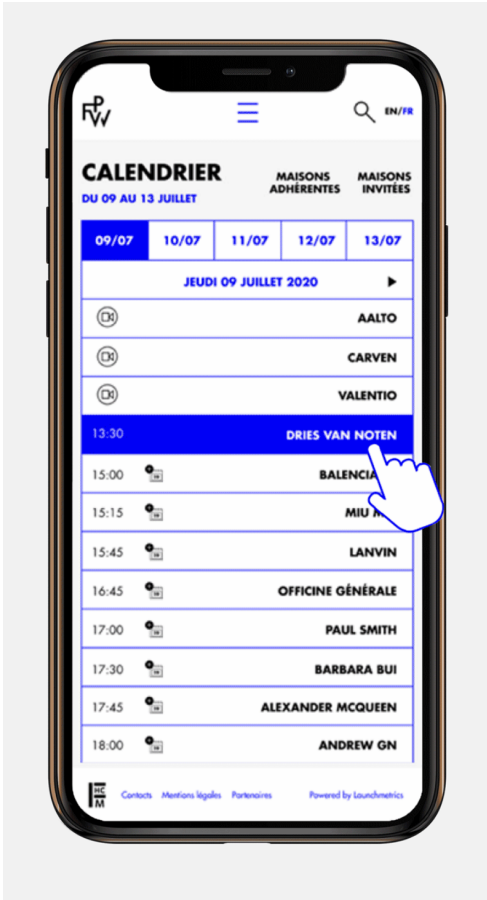 FPW
EN/FR
CALENDRIER
DU 09 AU 13 JUILLET
MAISONS
ADHÉRENTES
MAISONS
INVITÉES
09/07 10/07 11/07 12/07 13/07
JEUDI 09 JUILLET 2020
AALTO
CARVEN
VALENTIO
13:30 DRIES VAN NOTEN
15:00
15:15 MIU
15:45 LANVIN
16:45 OFFICINE GÉNÉRALE
17:00 PAUL SMITH
17:30 BARBARA BUI
17:45 ALEXANDER MCQUEEN
18:00 ANDREW GN
HC
M
Contacts Mentions légales Partenaires Powered by Launchmetrics